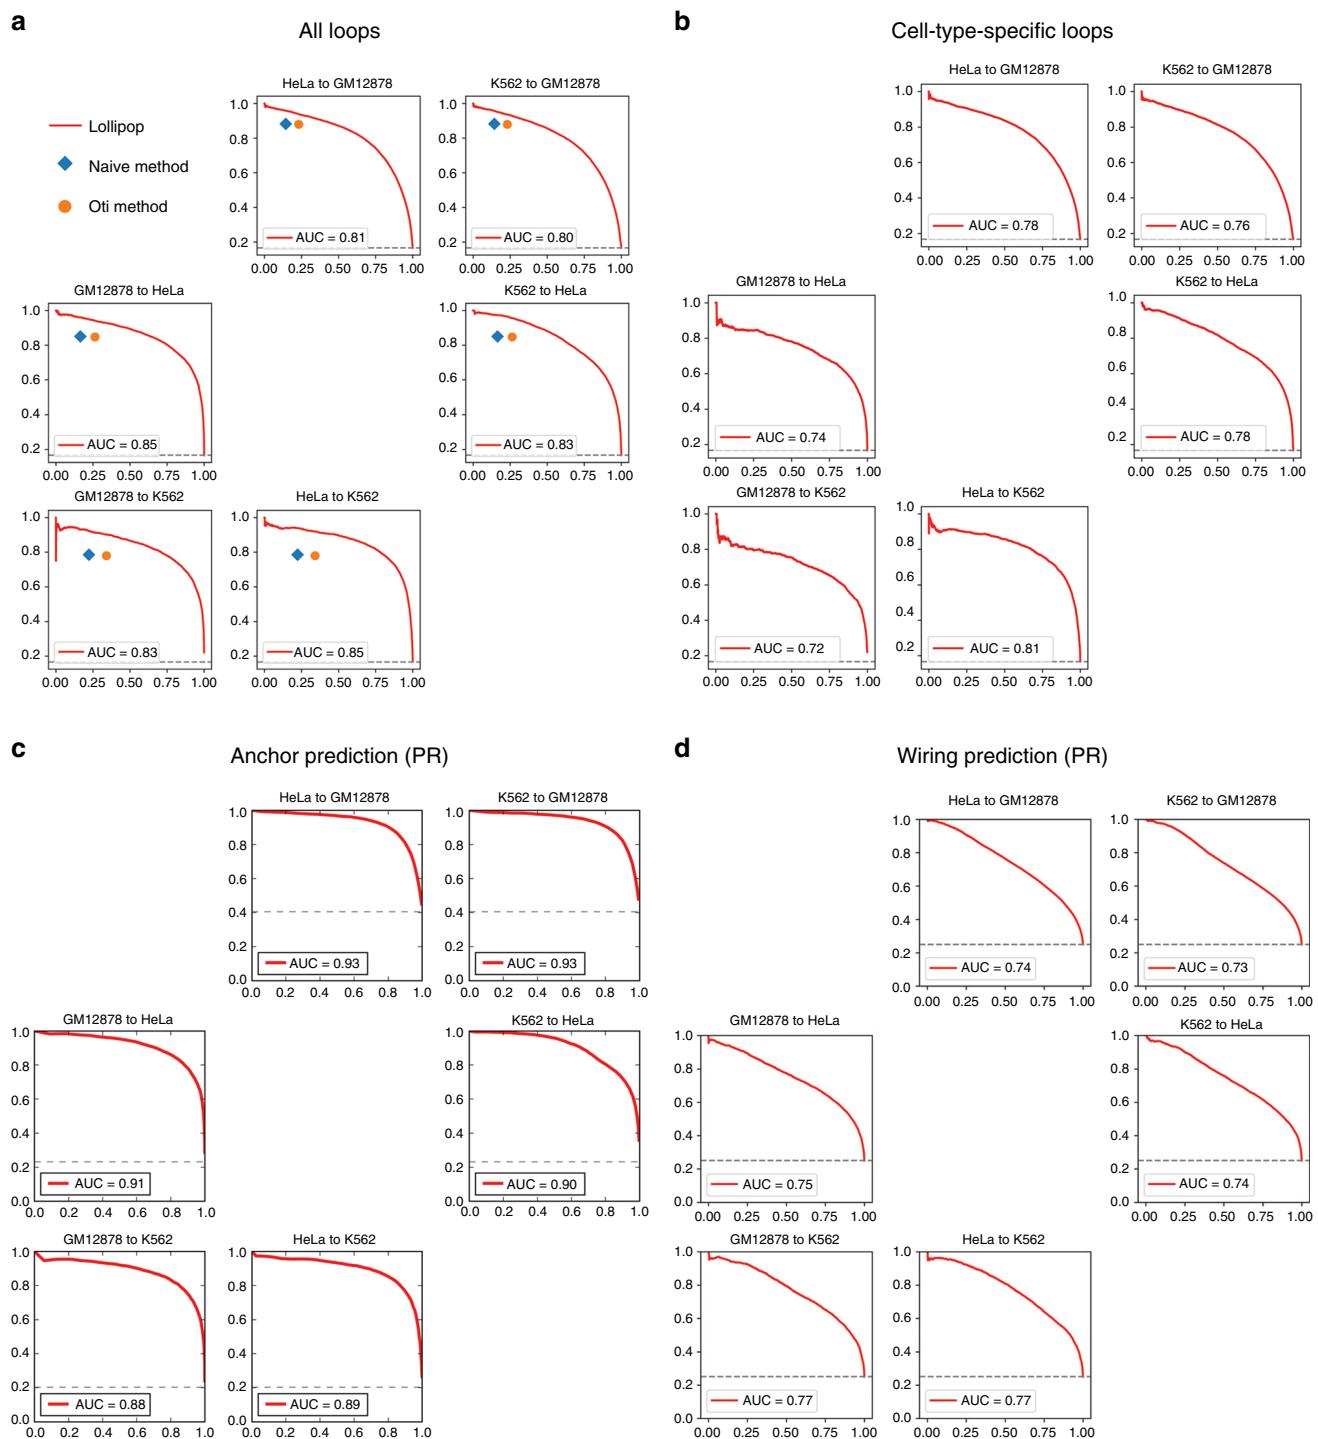 a
All loops
Lollipop
Naive method
Oti method
HeLa to GM12878
1.0
0.8
0.6
0.4
0.2
AUC = 0.81
0.00 0.25 0.50 0.75 1.00
K562 to GM12878
1.0
0.8
0.6
0.4
0.2
AUC = 0.80
0.00 0.25 0.50 0.75 1.00
GM12878 to HeLa
1.0
0.8
0.6
0.4
0.2
AUC = 0.85
0.00 0.25 0.50 0.75 1.00
K562 to HeLa
1.0
0.8
0.6
0.4
0.2
AUC = 0.83
0.00 0.25 0.50 0.75 1.00
GM12878 to K562
1.0
0.8
0.6
0.4
0.2
AUC = 0.83
0.00 0.25 0.50 0.75 1.00
HeLa to K562
1.0
0.8
0.6
0.4
0.2
AUC = 0.85
0.00 0.25 0.50 0.75 1.00
b
Cell-type-specific loops
HeLa to GM12878
1.0
0.8
0.6
0.4
0.2
AUC = 0.78
0.00 0.25 0.50 0.75 1.00
K562 to GM12878
1.0
0.8
0.6
0.4
0.2
AUC = 0.76
0.00 0.25 0.50 0.75 1.00
GM12878 to HeLa
1.0
0.8
0.6
0.4
0.2
AUC = 0.74
0.00 0.25 0.50 0.75 1.00
K562 to HeLa
1.0
0.8
0.6
0.4
0.2
AUC = 0.78
0.00 0.25 0.50 0.75 1.00
GM12878 to K562
1.0
0.8
0.6
0.4
0.2
AUC = 0.72
0.00 0.25 0.50 0.75 1.00
HeLa to K562
1.0
0.8
0.6
0.4
0.2
AUC = 0.81
0.00 0.25 0.50 0.75 1.00
c
Anchor prediction (PR)
HeLa to GM12878
1.0
0.8
0.6
0.4
0.2
0.0
AUC = 0.93
0.0 0.2 0.4 0.6 0.8 1.0
K562 to GM12878
1.0
0.8
0.6
0.4
0.2
0.0
AUC = 0.93
0.0 0.2 0.4 0.6 0.8 1.0
GM12878 to HeLa
1.0
0.8
0.6
0.4
0.2
0.0
AUC = 0.91
0.0 0.2 0.4 0.6 0.8 1.0
K562 to HeLa
1.0
0.8
0.6
0.4
0.2
0.0
AUC = 0.90
0.0 0.2 0.4 0.6 0.8 1.0
GM12878 to K562
1.0
0.8
0.6
0.4
0.2
0.0
AUC = 0.88
0.0 0.2 0.4 0.6 0.8 1.0
HeLa to K562
1.0
0.8
0.6
0.4
0.2
0.0
AUC = 0.89
0.0 0.2 0.4 0.6 0.8 1.0
d
Wiring prediction (PR)
HeLa to GM12878
1.0
0.8
0.6
0.4
0.2
0.0
AUC = 0.74
0.00 0.25 0.50 0.75 1.00
K562 to GM12878
1.0
0.8
0.6
0.4
0.2
0.0
AUC = 0.73
0.00 0.25 0.50 0.75 1.00
GM12878 to HeLa
1.0
0.8
0.6
0.4
0.2
0.0
AUC = 0.75
0.00 0.25 0.50 0.75 1.00
K562 to HeLa
1.0
0.8
0.6
0.4
0.2
0.0
AUC = 0.74
0.00 0.25 0.50 0.75 1.00
GM12878 to K562
1.0
0.8
0.6
0.4
0.2
0.0
AUC = 0.77
0.00 0.25 0.50 0.75 1.00
HeLa to K562
1.0
0.8
0.6
0.4
0.2
0.0
AUC = 0.77
0.00 0.25 0.50 0.75 1.00